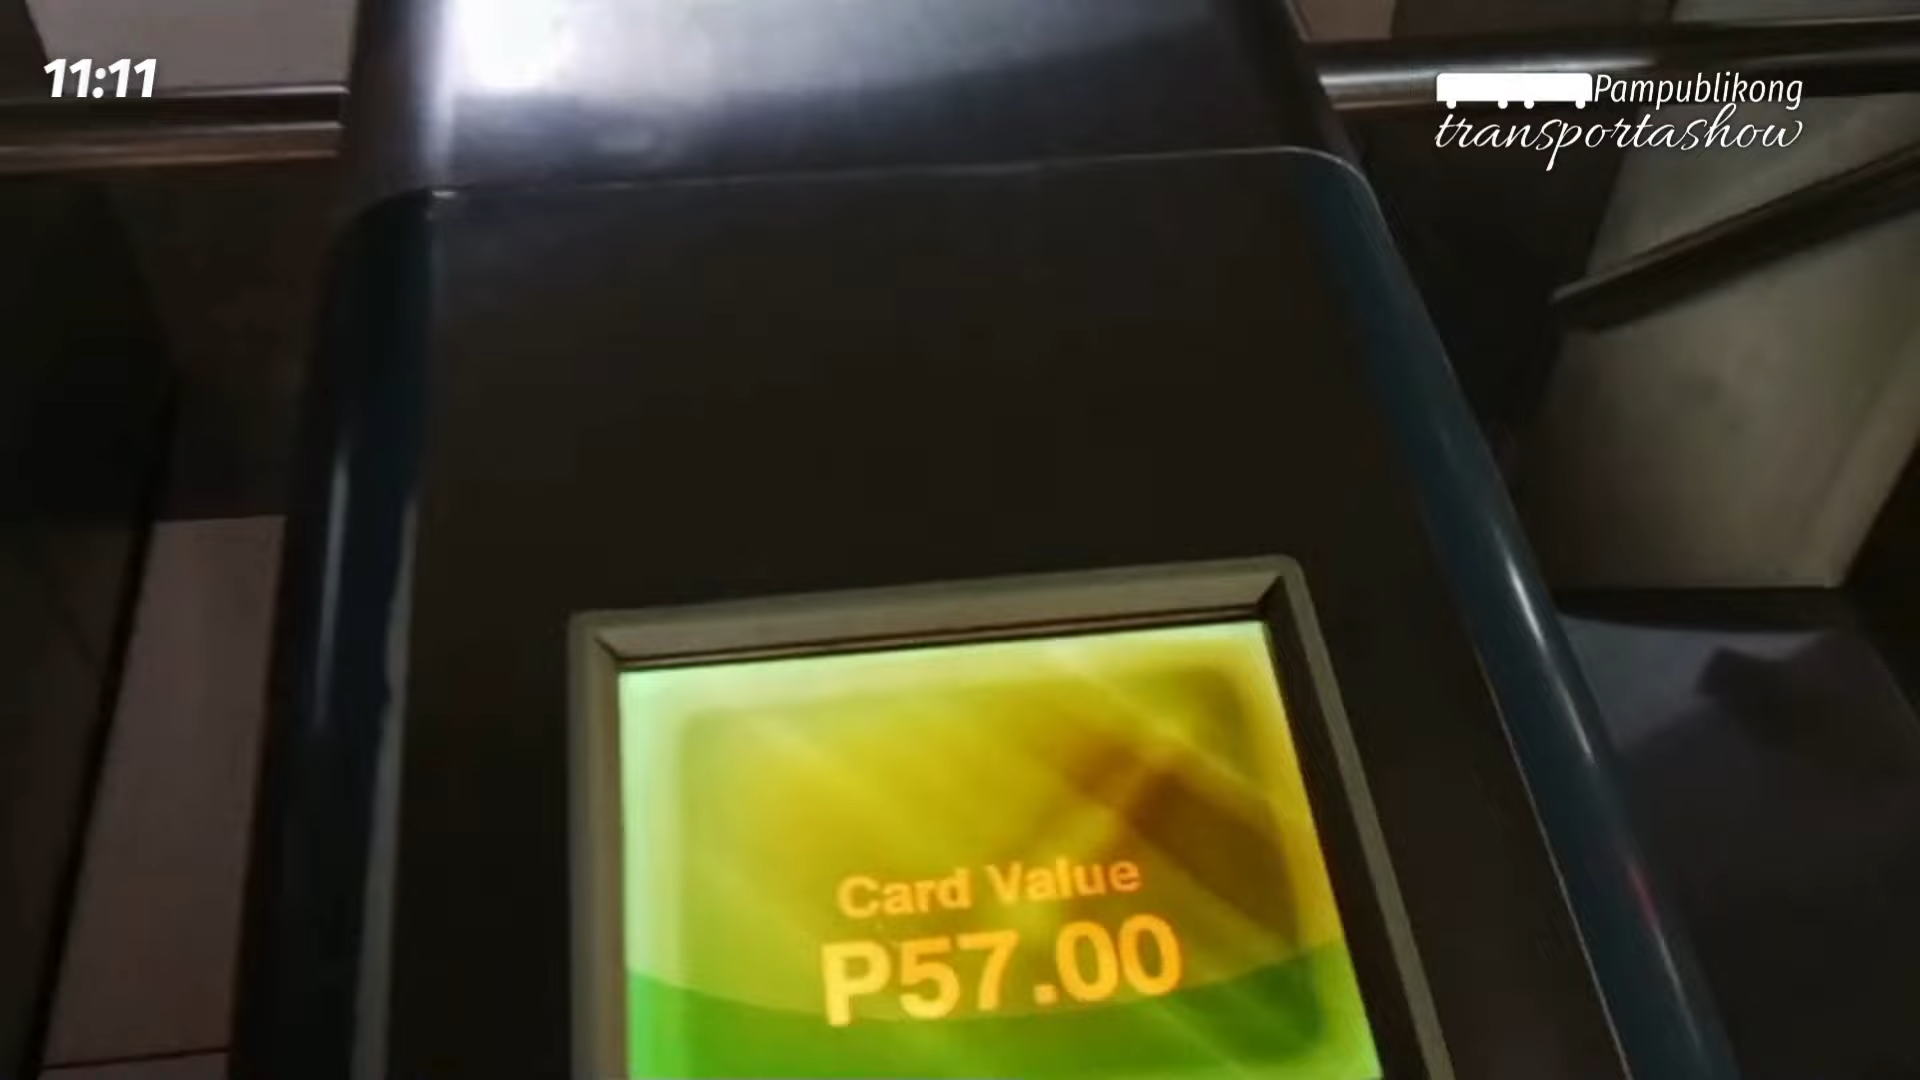 11:11
Pampublikong
transportashow
Card Value
P57.00